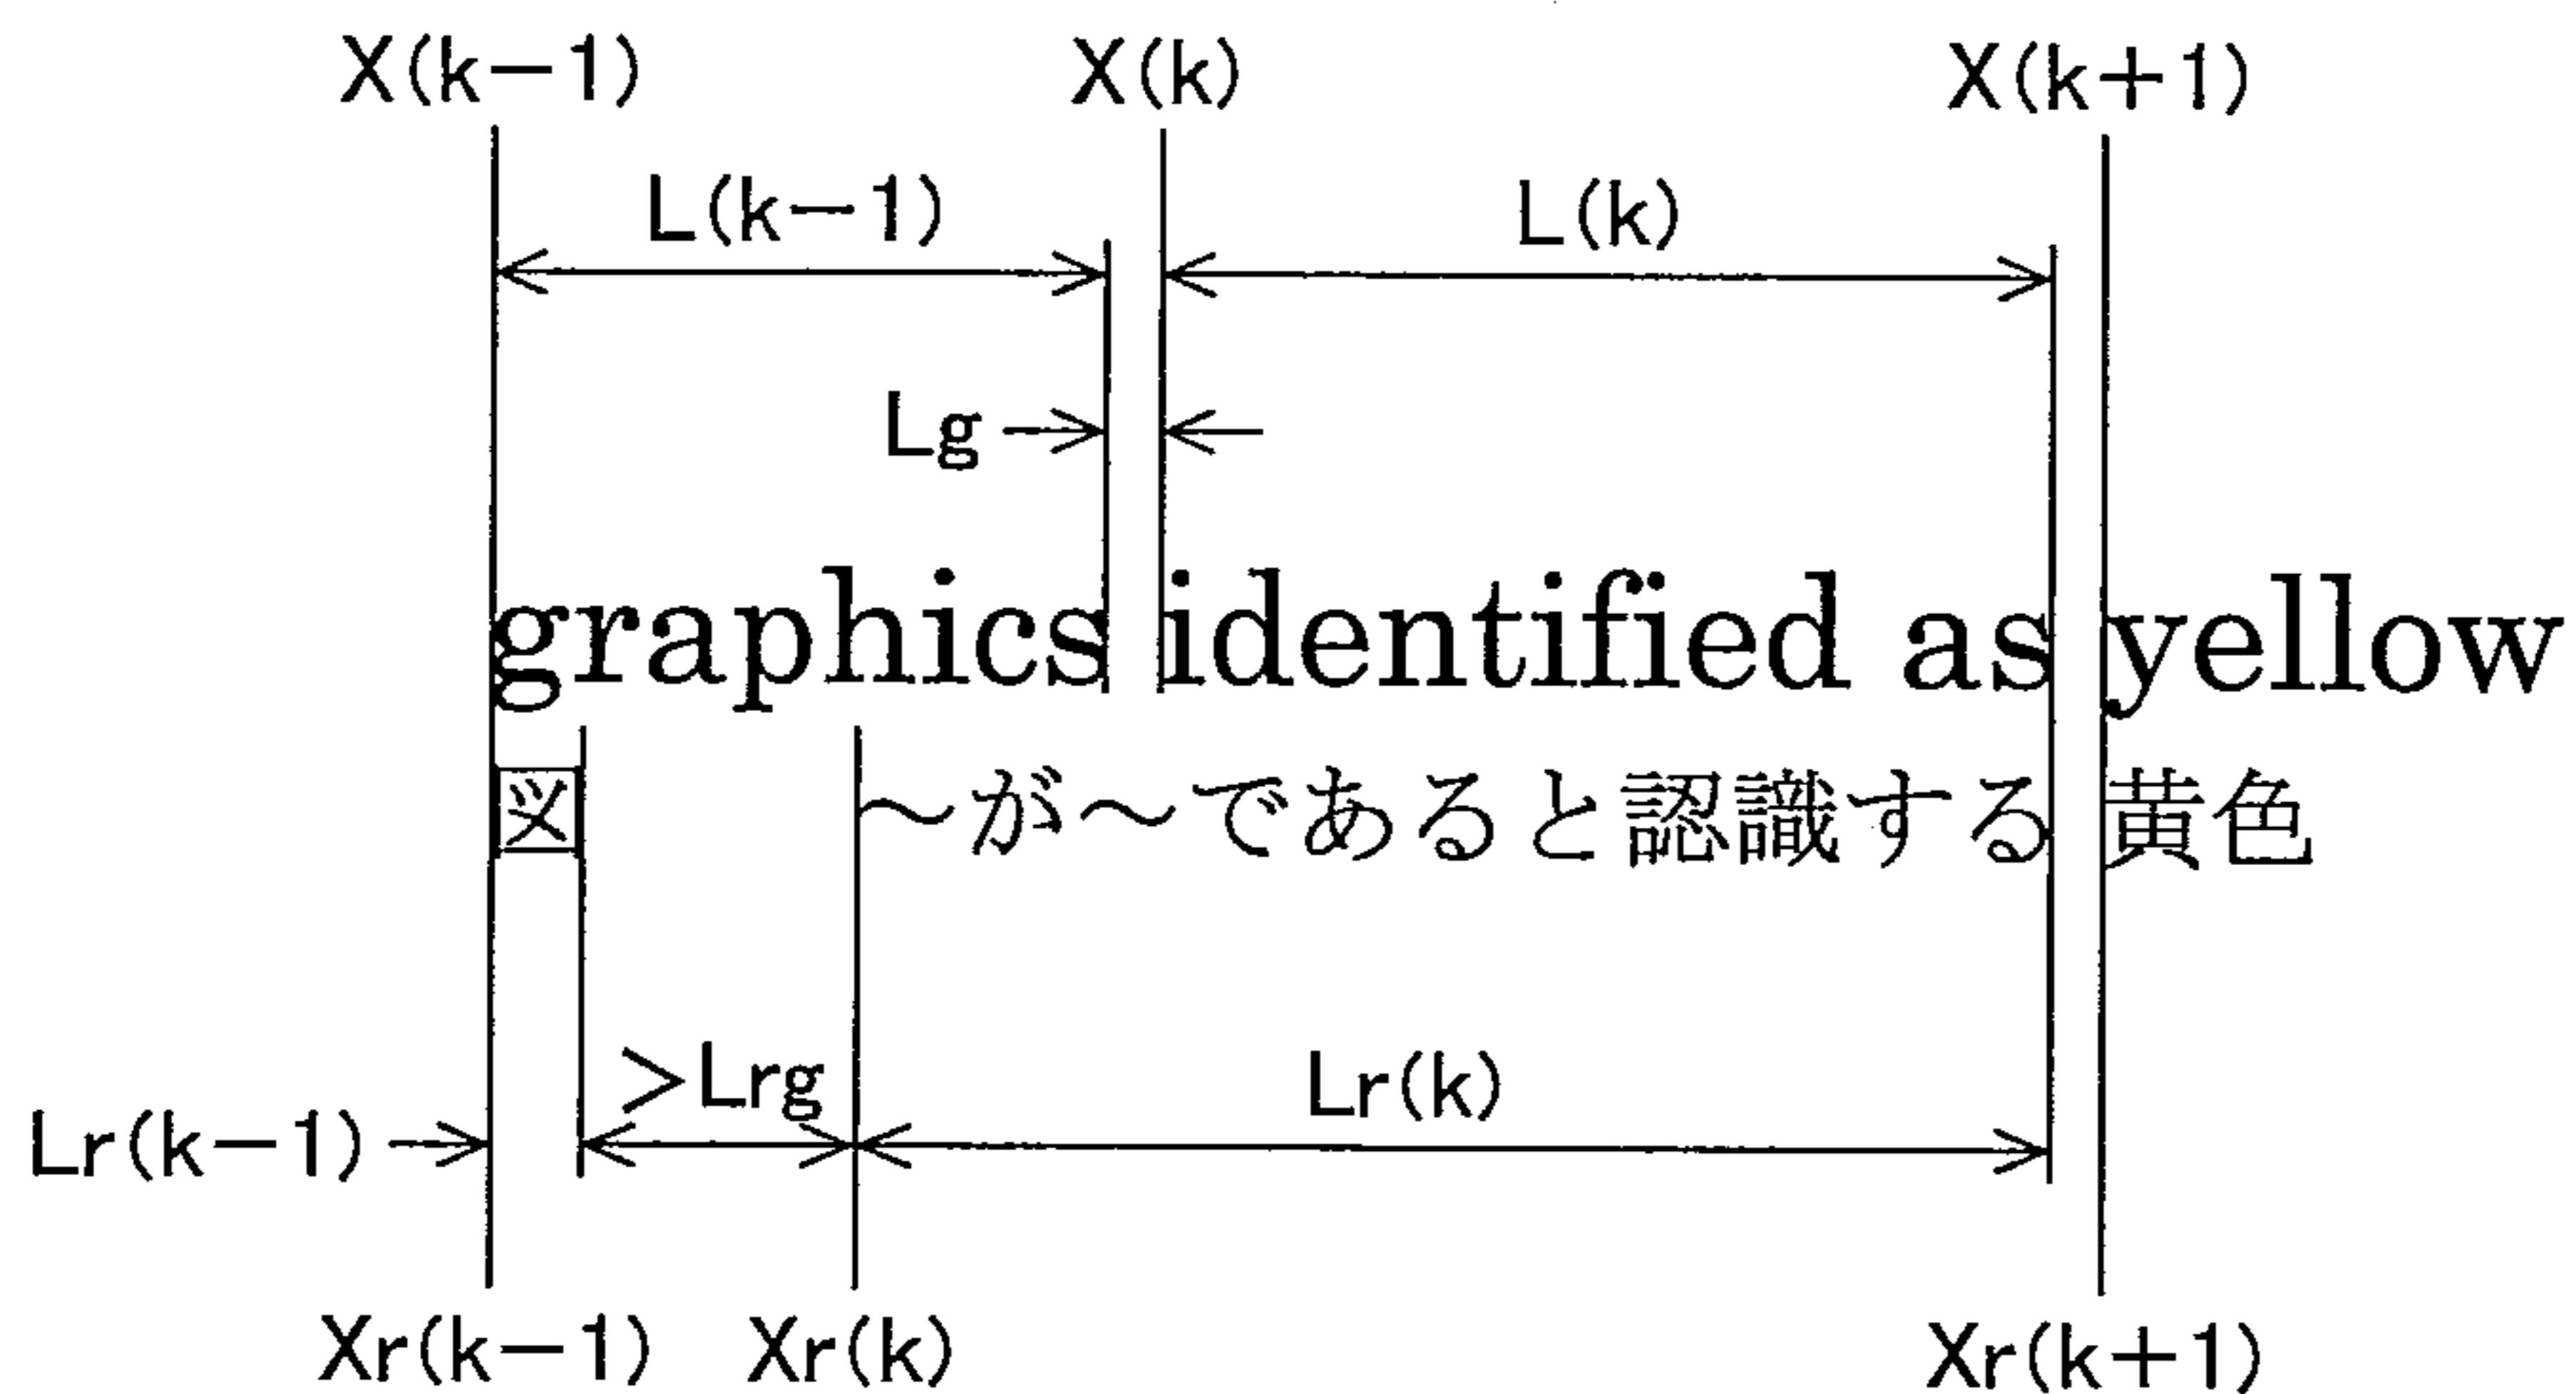 X(k−1) X(k) X(k+1)
L(k−1) L(k)
Lg
graphics identified as yellow
図 〜が〜であると認識する 黄色
>Lrg Lr(k)
Lr(k−1)
Xr(k−1) Xr(k) Xr(k+1)